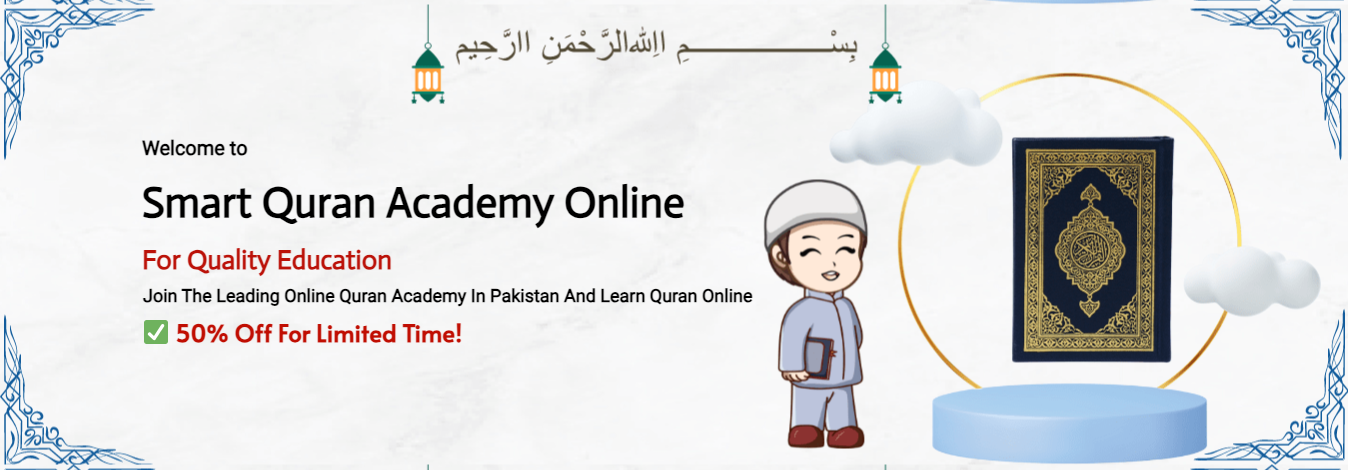 بِسْمِ اللهِ الرَّحْمَنِ الرَّحِيم
Welcome to
Smart Quran Academy Online
For Quality Education
Join The Leading Online Quran Academy In Pakistan And Learn Quran Online
✅ 50% Off For Limited Time!